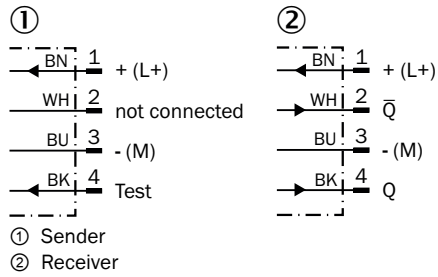 ① ②
BN 1 + (L+)
WH 2 not connected
BU 3 - (M)
BK 4 Test
BN 1 + (L+)
WH 2 Q̅
BU 3 - (M)
BK 4 Q
① Sender
② Receiver